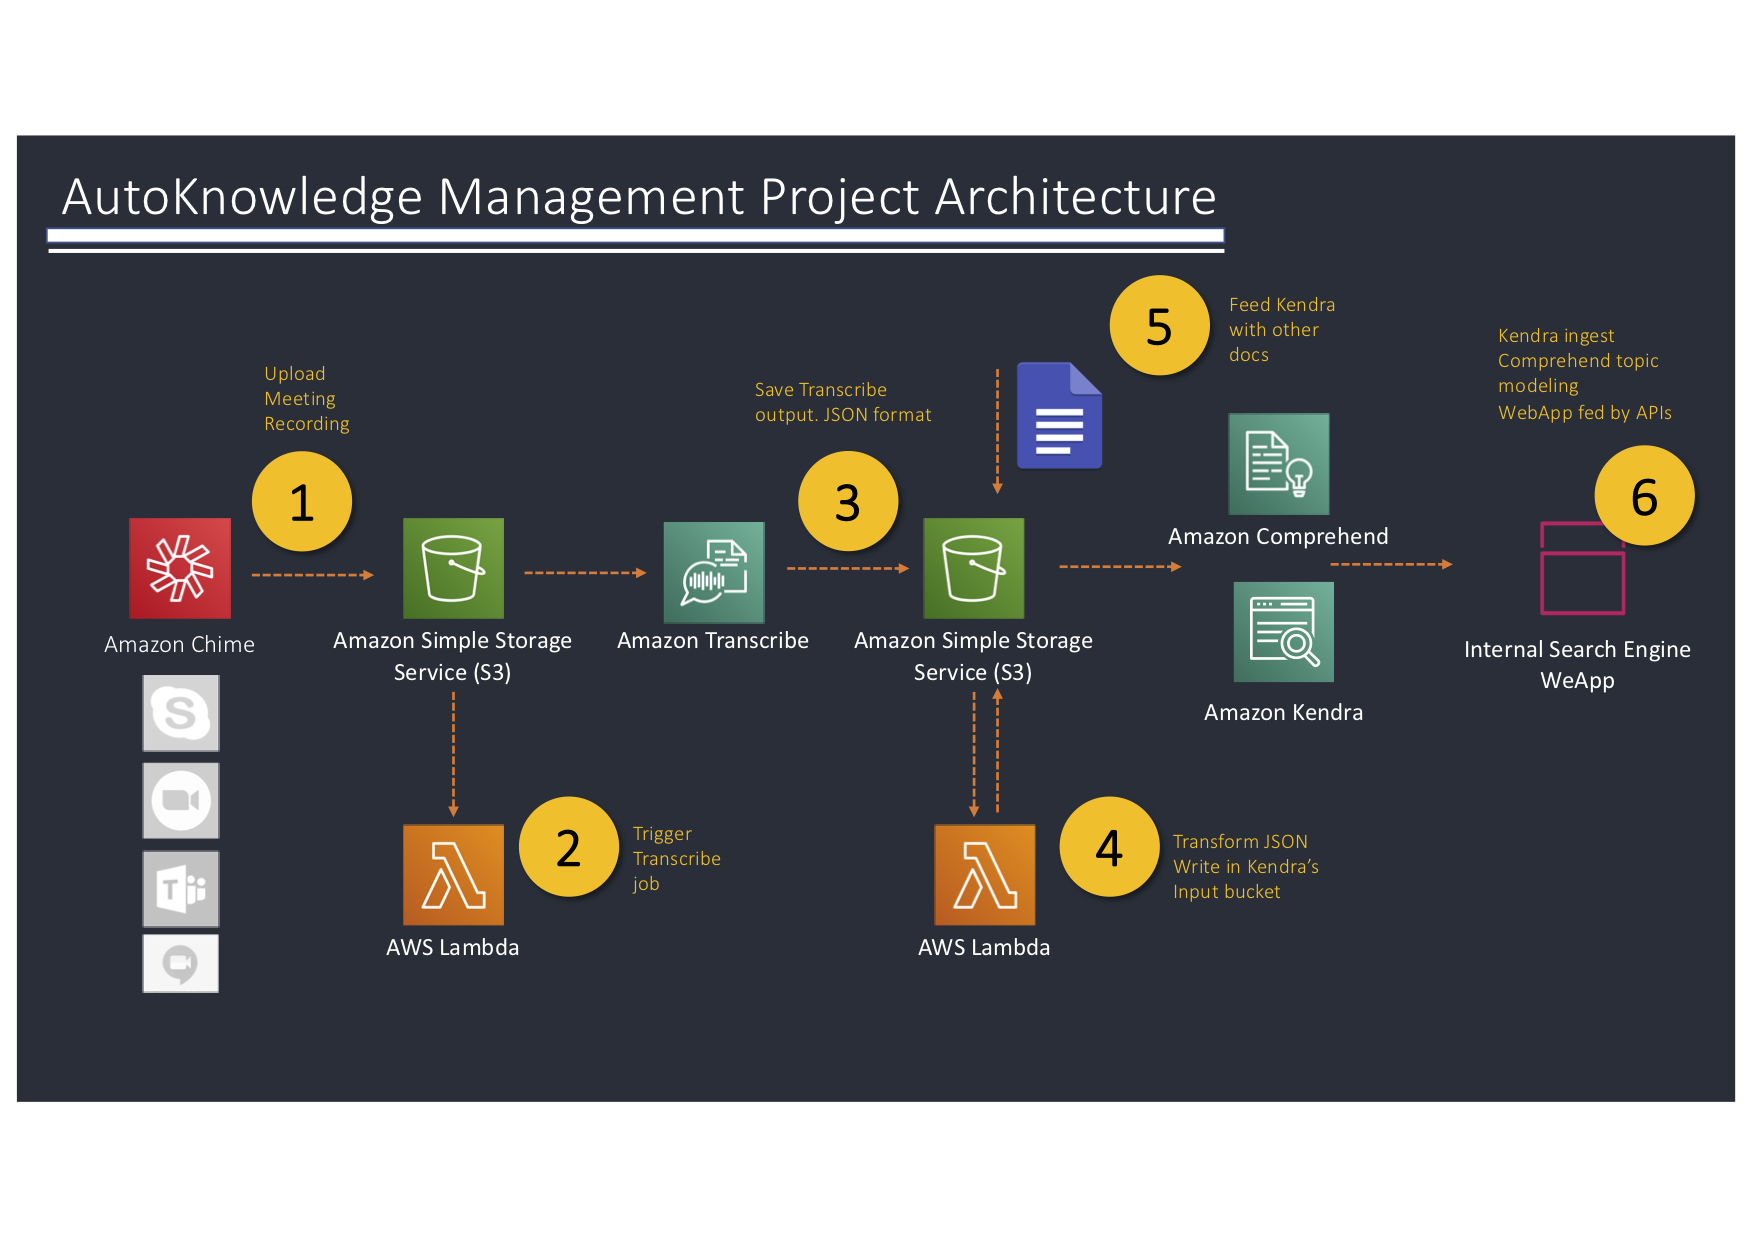 AutoKnowledge Management Project Architecture
5
Feed Kendra
with other
docs
Kendra ingest
Comprehend topic
modeling
WebApp fed by APIs
6
Upload
Meeting
Recording
1
Save Transcribe
output. JSON format
3
Amazon Chime
Amazon Simple Storage
Service (S3)
Amazon Transcribe
Amazon Simple Storage
Service (S3)
Amazon Comprehend
Amazon Kendra
Internal Search Engine
WeApp
S
T
2
Trigger
Transcribe
job
AWS Lambda
4
Transform JSON
Write in Kendra’s
Input bucket
AWS Lambda